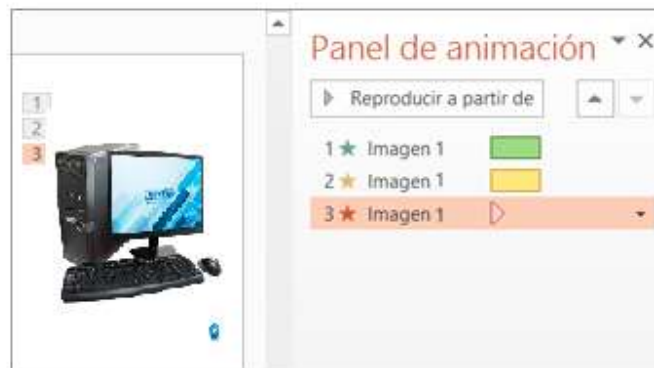 Panel de animación
Reproducir a partir de
1
2
3
1 Imagen 1
2 Imagen 1
3 Imagen 1